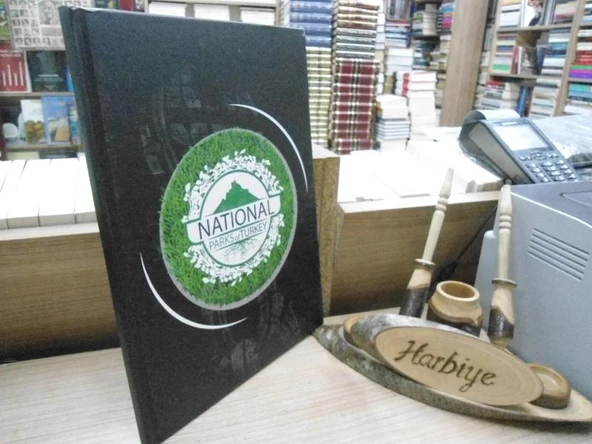 NATIONAL
PARKS of TURKEY
Harbiye